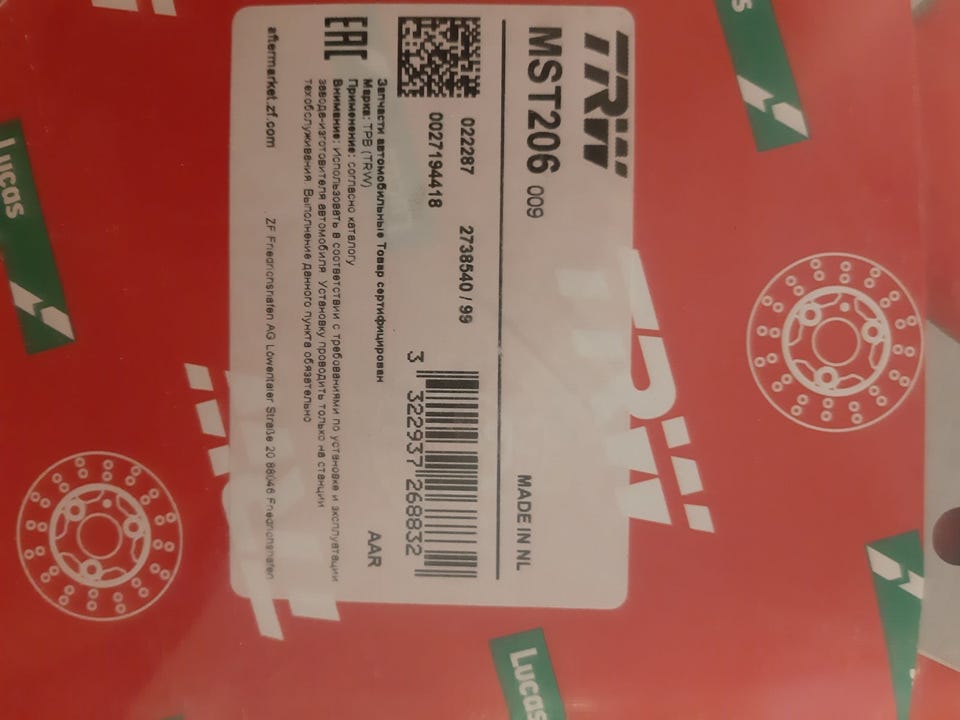 TRW
MST206 009
MADE IN NL
022287 2738540 / 99
0027194418
3 322937 268832
AAR
EAC
Запчасти автомобильные Товар сертифицирован
Марка: ТРВ (TRW)
Применение: согласно каталогу
Внимание: Использовать в соответствии с требованиями по установке и эксплуатации
завода-изготовителя автомобиля. Установку проводить только на станции
техобслуживания. Выполнение данного пункта обязательно
aftermarket.zf.com ZF Friedrichshafen AG Löwentaler Straße 20 88046 Friedrichshafen
TRW
Lucas
Lucas
s